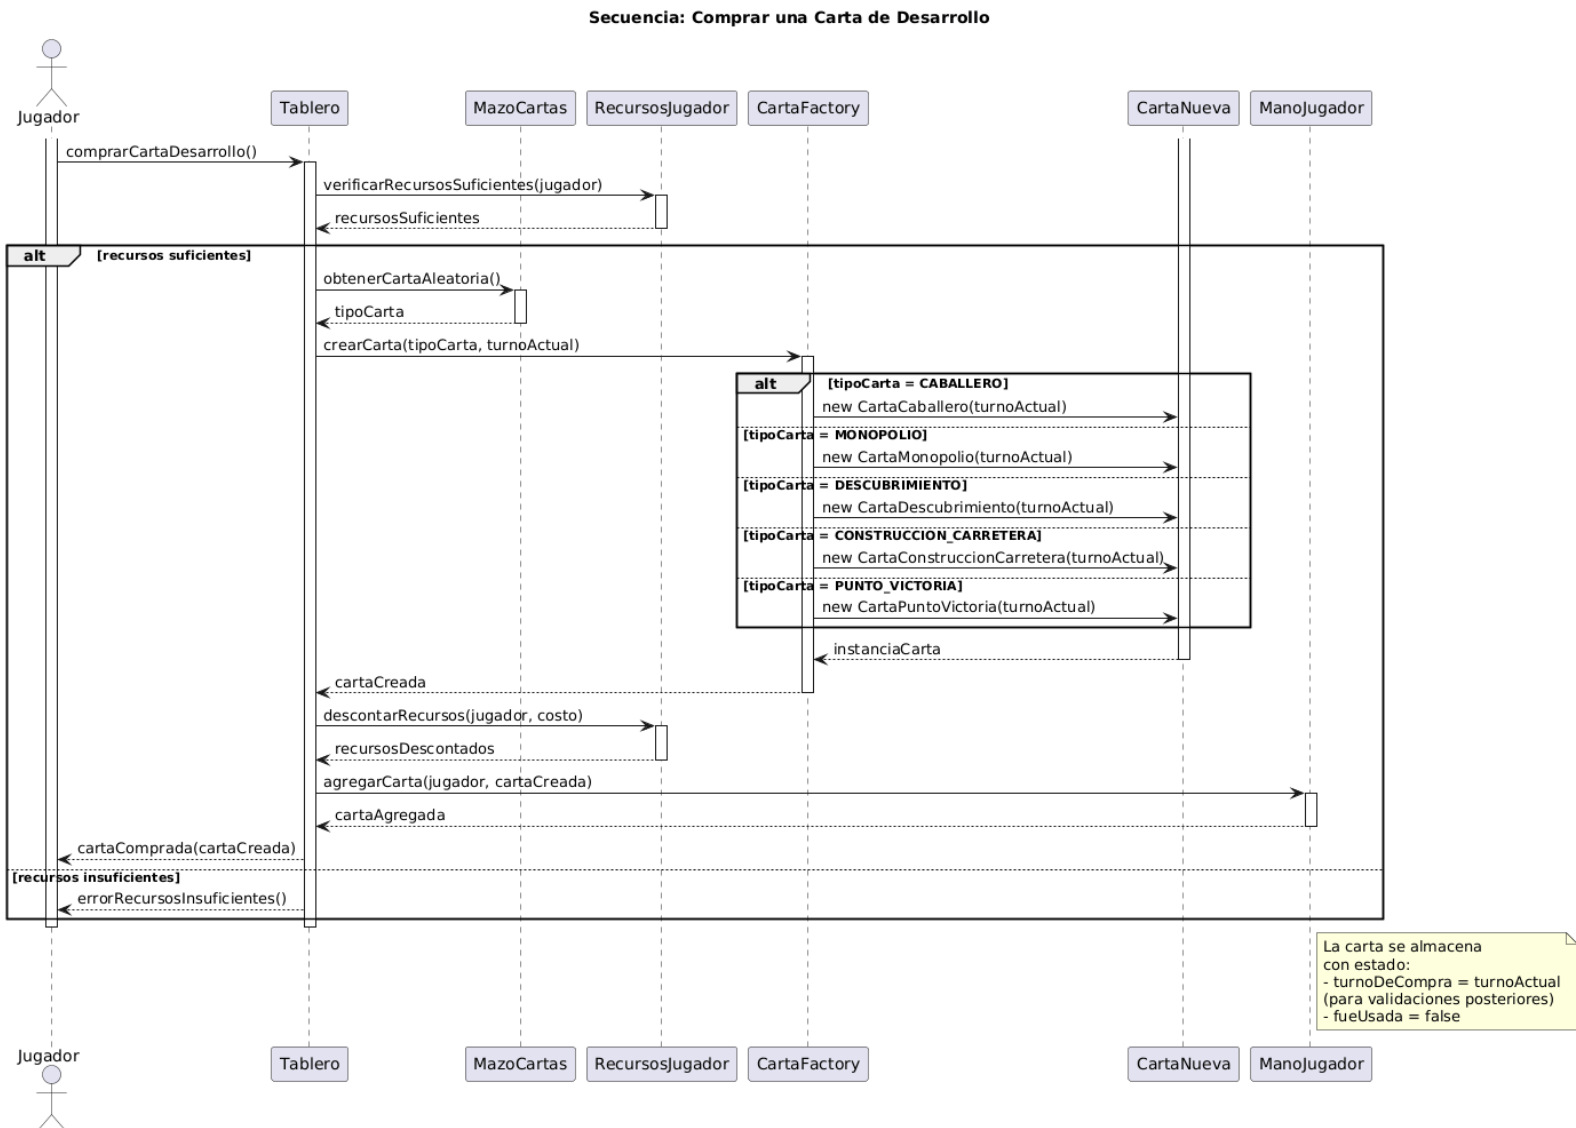 Secuencia: Comprar una Carta de Desarrollo
Jugador
Tablero
MazoCartas
RecursosJugador
CartaFactory
CartaNueva
ManoJugador
comprarCartaDesarrollo()
verificarRecursosSuficientes(jugador)
recursosSuficientes
alt
[recursos suficientes]
obtenerCartaAleatoria()
tipoCarta
crearCarta(tipoCarta, turnoActual)
alt
[tipoCarta = CABALLERO]
new CartaCaballero(turnoActual)
[tipoCarta = MONOPOLIO]
new CartaMonopolio(turnoActual)
[tipoCarta = DESCUBRIMIENTO]
new CartaDescubrimiento(turnoActual)
[tipoCarta = CONSTRUCCION_CARRETERA]
new CartaConstruccionCarretera(turnoActual)
[tipoCarta = PUNTO_VICTORIA]
new CartaPuntoVictoria(turnoActual)
instanciaCarta
cartaCreada
descontarRecursos(jugador, costo)
recursosDescontados
agregarCarta(jugador, cartaCreada)
cartaAgregada
cartaComprada(cartaCreada)
[recursos insuficientes]
errorRecursosInsuficientes()
La carta se almacena
con estado:
- turnoDeCompra = turnoActual
(para validaciones posteriores)
- fueUsada = false
Jugador
Tablero
MazoCartas
RecursosJugador
CartaFactory
CartaNueva
ManoJugador